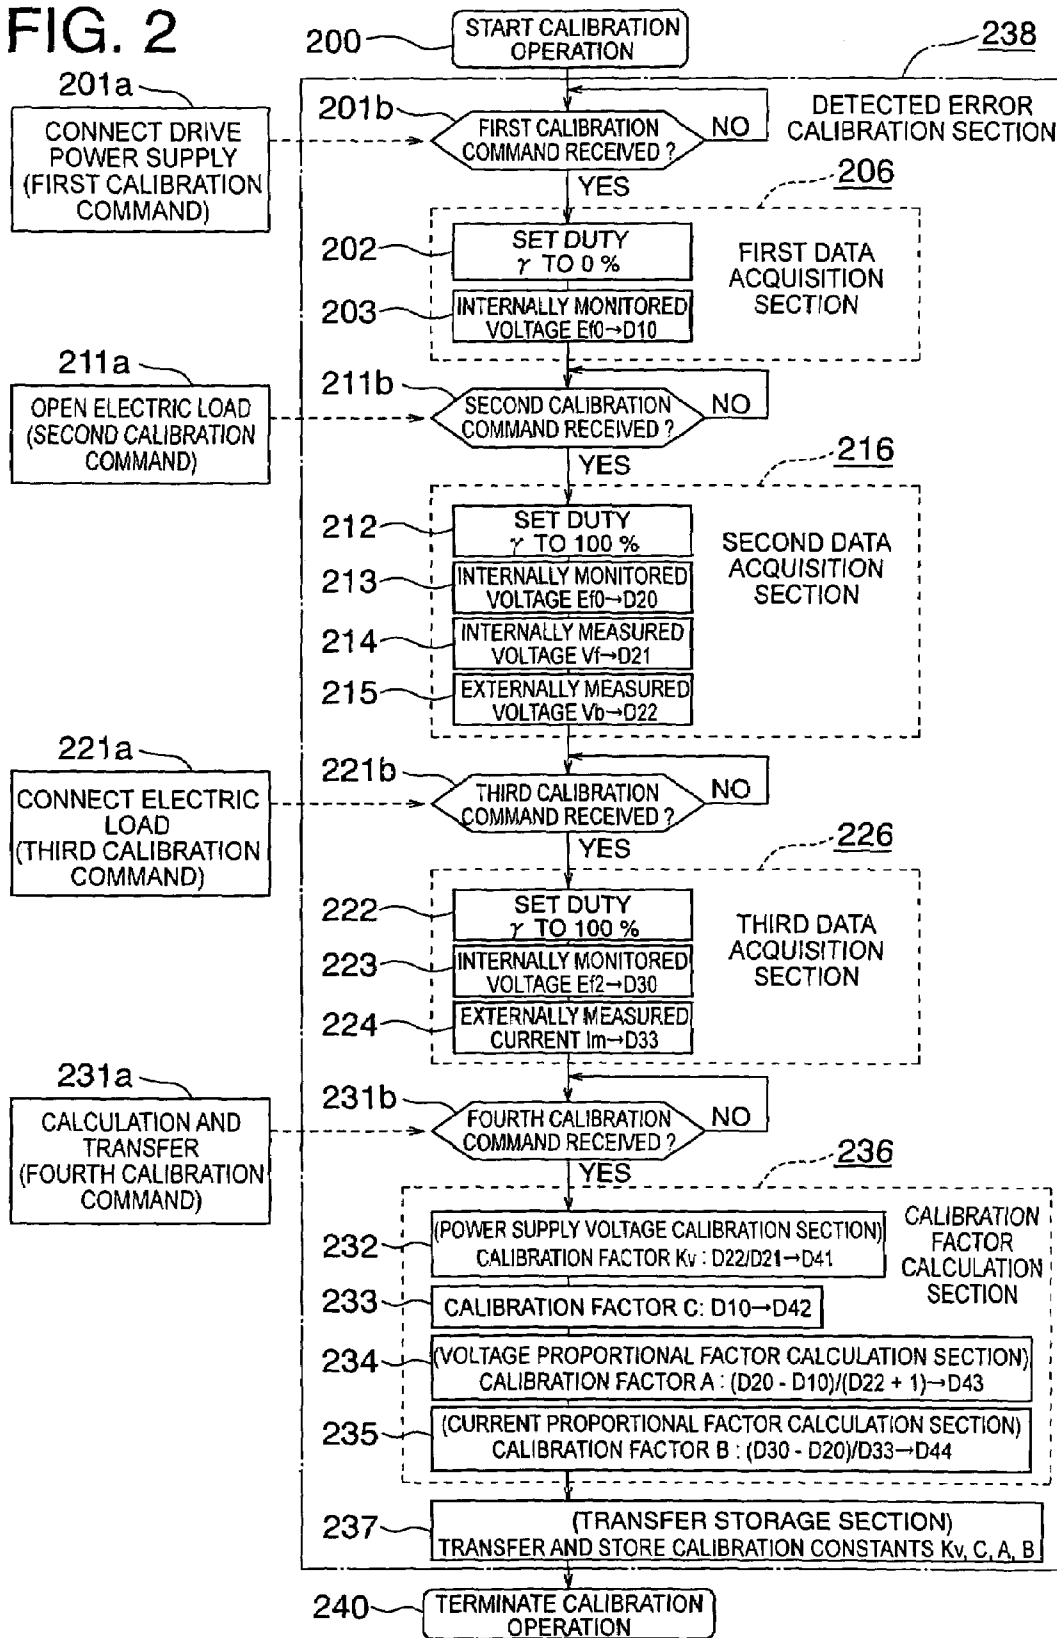 FIG. 2
200
START CALIBRATION
OPERATION
238
DETECTED ERROR
CALIBRATION SECTION
201a
CONNECT DRIVE
POWER SUPPLY
(FIRST CALIBRATION
COMMAND)
201b
FIRST CALIBRATION
COMMAND RECEIVED ?
NO
YES
206
FIRST DATA
ACQUISITION
SECTION
202
SET DUTY
γ TO 0 %
203
INTERNALLY MONITORED
VOLTAGE Ef0→D10
211a
OPEN ELECTRIC LOAD
(SECOND CALIBRATION
COMMAND)
211b
SECOND CALIBRATION
COMMAND RECEIVED ?
NO
YES
216
SECOND DATA
ACQUISITION
SECTION
212
SET DUTY
γ TO 100 %
213
INTERNALLY MONITORED
VOLTAGE Ef0→D20
214
INTERNALLY MEASURED
VOLTAGE Vf→D21
215
EXTERNALLY MEASURED
VOLTAGE Vb→D22
221a
CONNECT ELECTRIC
LOAD
(THIRD CALIBRATION
COMMAND)
221b
THIRD CALIBRATION
COMMAND RECEIVED ?
NO
YES
226
THIRD DATA
ACQUISITION
SECTION
222
SET DUTY
γ TO 100 %
223
INTERNALLY MONITORED
VOLTAGE Ef2→D30
224
EXTERNALLY MEASURED
CURRENT Im→D33
231a
CALCULATION AND
TRANSFER
(FOURTH CALIBRATION
COMMAND)
231b
FOURTH CALIBRATION
COMMAND RECEIVED ?
NO
YES
236
CALIBRATION
FACTOR
CALCULATION
SECTION
232
(POWER SUPPLY VOLTAGE CALIBRATION SECTION)
CALIBRATION FACTOR Kv : D22/D21→D41
233
CALIBRATION FACTOR C: D10→D42
234
(VOLTAGE PROPORTIONAL FACTOR CALCULATION SECTION)
CALIBRATION FACTOR A : (D20 - D10)/(D22 + 1)→D43
235
(CURRENT PROPORTIONAL FACTOR CALCULATION SECTION)
CALIBRATION FACTOR B : (D30 - D20)/D33→D44
237
(TRANSFER STORAGE SECTION)
TRANSFER AND STORE CALIBRATION CONSTANTS Kv, C, A, B
240
TERMINATE CALIBRATION
OPERATION